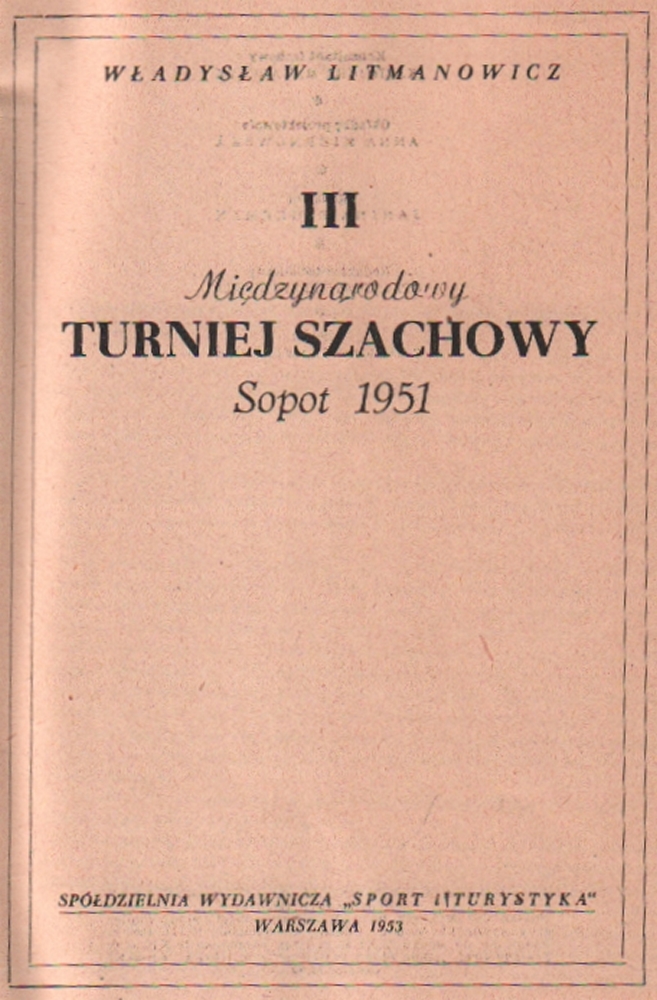 WŁADYSŁAW LITMANOWICZ
III
Międzynarodowy
TURNIEJ SZACHOWY
Sopot 1951
SPÓŁDZIELNIA WYDAWNICZA „SPORT I TURYSTYKA“
WARSZAWA 1953